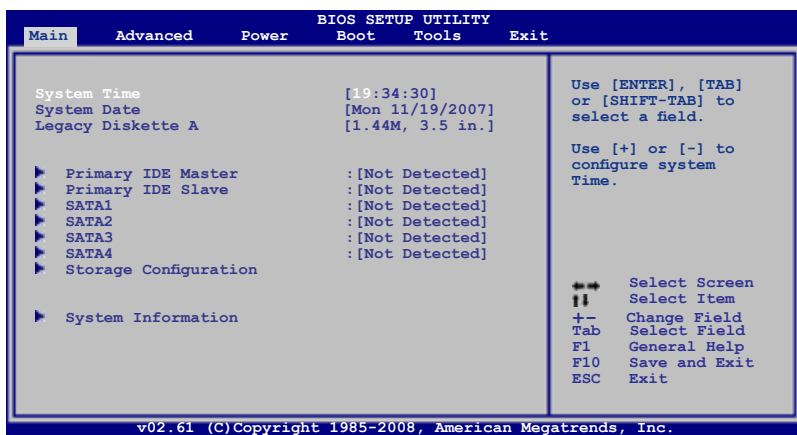 BIOS SETUP UTILITY
Main Advanced Power Boot Tools Exit
System Time [19:34:30]
System Date [Mon 11/19/2007]
Legacy Diskette A [1.44M, 3.5 in.]
Primary IDE Master :[Not Detected]
Primary IDE Slave :[Not Detected]
SATA1 :[Not Detected]
SATA2 :[Not Detected]
SATA3 :[Not Detected]
SATA4 :[Not Detected]
Storage Configuration
System Information
Use [ENTER], [TAB]
or [SHIFT-TAB] to
select a field.
Use [+] or [-] to
configure system
Time.
←→ Select Screen
↑↓ Select Item
+- Change Field
Tab Select Field
F1 General Help
F10 Save and Exit
ESC Exit
v02.61 (C)Copyright 1985-2008, American Megatrends, Inc.